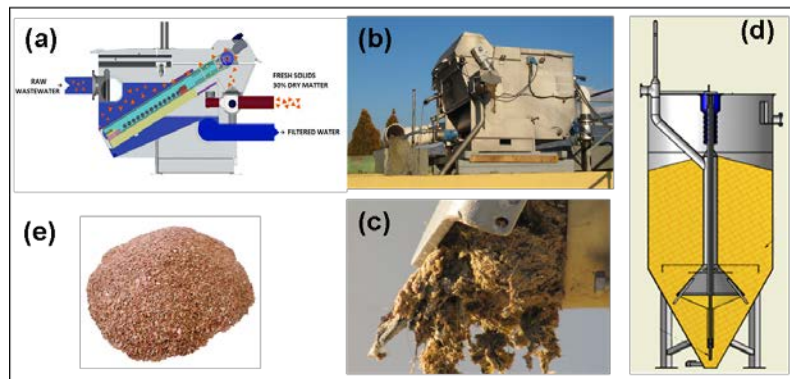 (a)
RAW
WASTEWATER
FRESH SOLIDS
30% DRY MATTER
FILTERED WATER
(b)
(c)
(d)
(e)